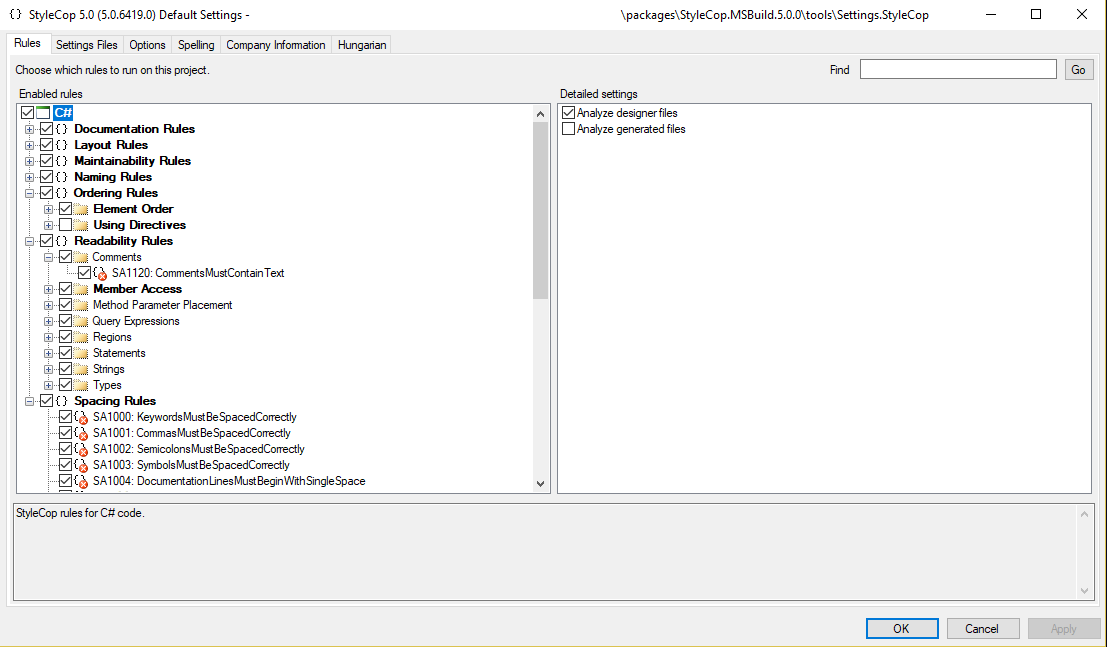 StyleCop 5.0 (5.0.6419.0) Default Settings - \packages\StyleCop.MSBuild.5.0.0\tools\Settings.StyleCop
Rules Settings Files Options Spelling Company Information Hungarian
Choose which rules to run on this project. Find Go
Enabled rules
C#
Documentation Rules
Layout Rules
Maintainability Rules
Naming Rules
Ordering Rules
Element Order
Using Directives
Readability Rules
Comments
SA1120: CommentsMustContainText
Member Access
Method Parameter Placement
Query Expressions
Regions
Statements
Strings
Types
Spacing Rules
SA1000: KeywordsMustBeSpacedCorrectly
SA1001: CommasMustBeSpacedCorrectly
SA1002: SemicolonsMustBeSpacedCorrectly
SA1003: SymbolsMustBeSpacedCorrectly
SA1004: DocumentationLinesMustBeginWithSingleSpace
Detailed settings
Analyze designer files
Analyze generated files
StyleCop rules for C# code.
OK Cancel Apply